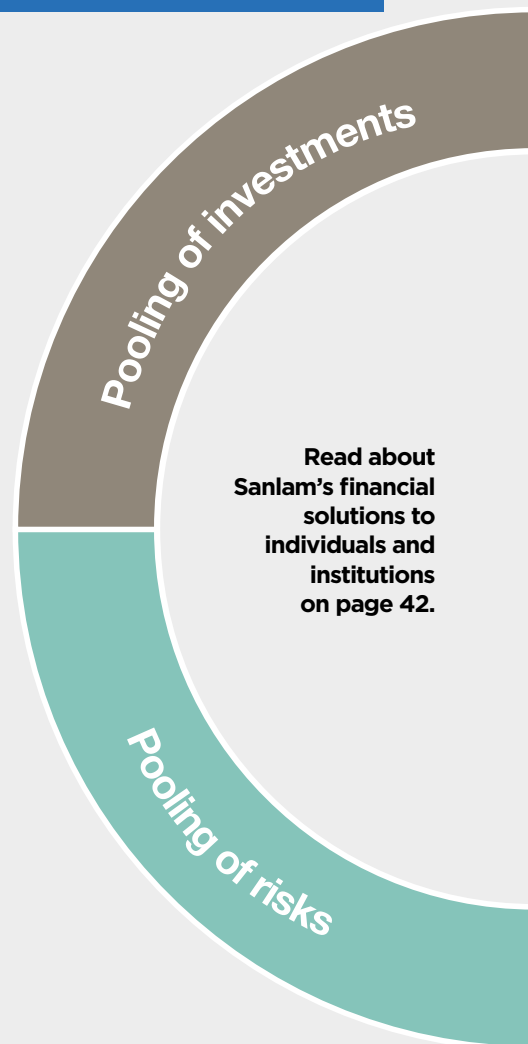 Pooling of investments
Read about
Sanlam’s financial
solutions to
individuals and
institutions
on page 42.
Pooling of risks